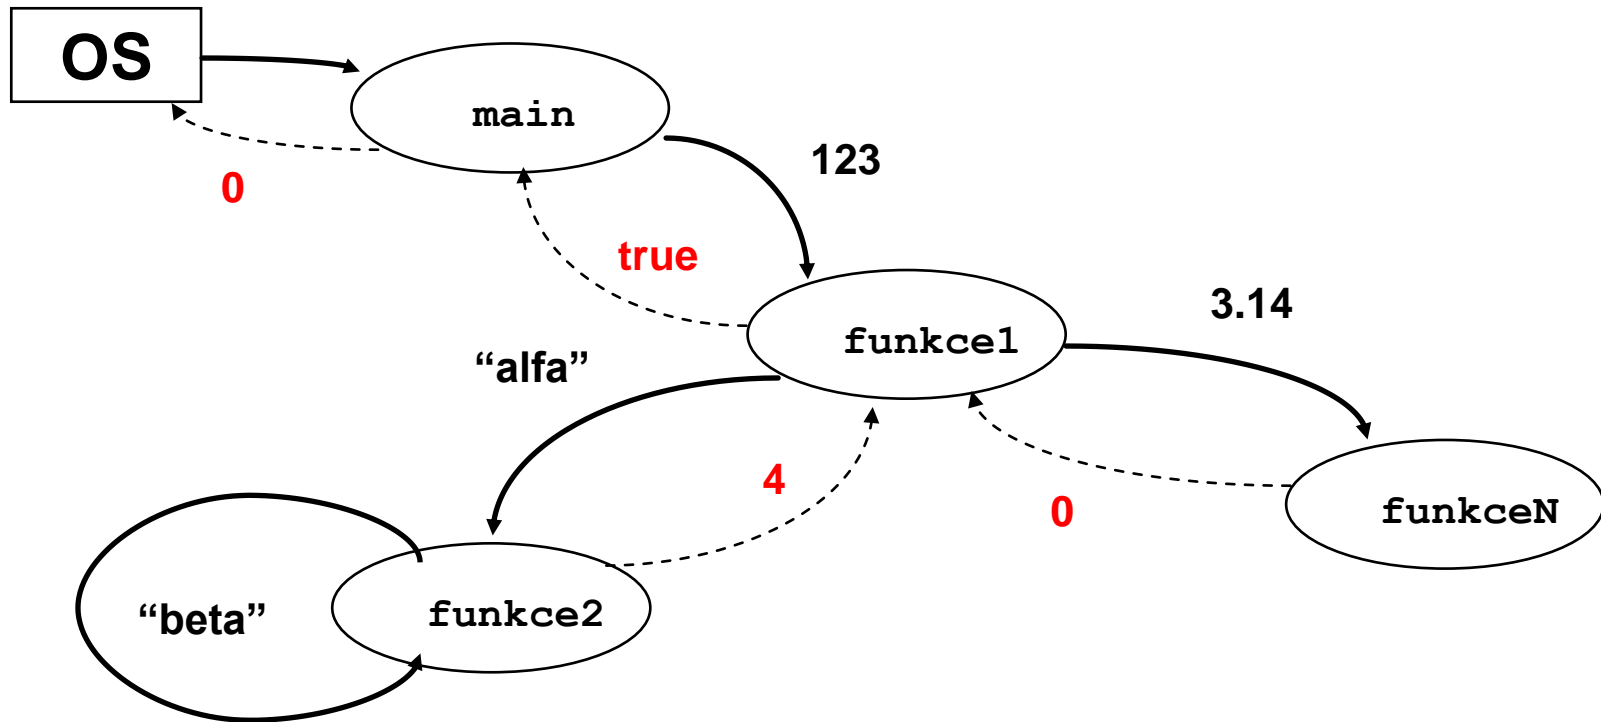 OS
main
0
123
true
funkce1
3.14
“alfa”
4
0
funkceN
“beta”
funkce2